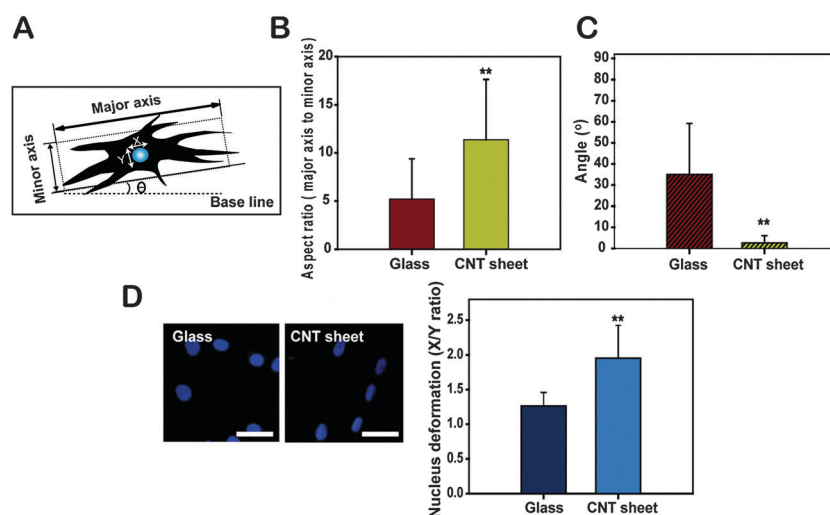 A
Major axis
Minor axis
X
Y
θ
Base line
B
Aspect ratio ( major axis to minor axis)
20
15
10
5
0
**
Glass
CNT sheet
C
Angle (º)
90
80
70
60
50
40
30
20
10
0
**
Glass
CNT sheet
D
Glass
CNT sheet
Nucleus deformation (X/Y ratio)
2.5
2.0
1.5
1.0
0.5
0.0
**
Glass
CNT sheet